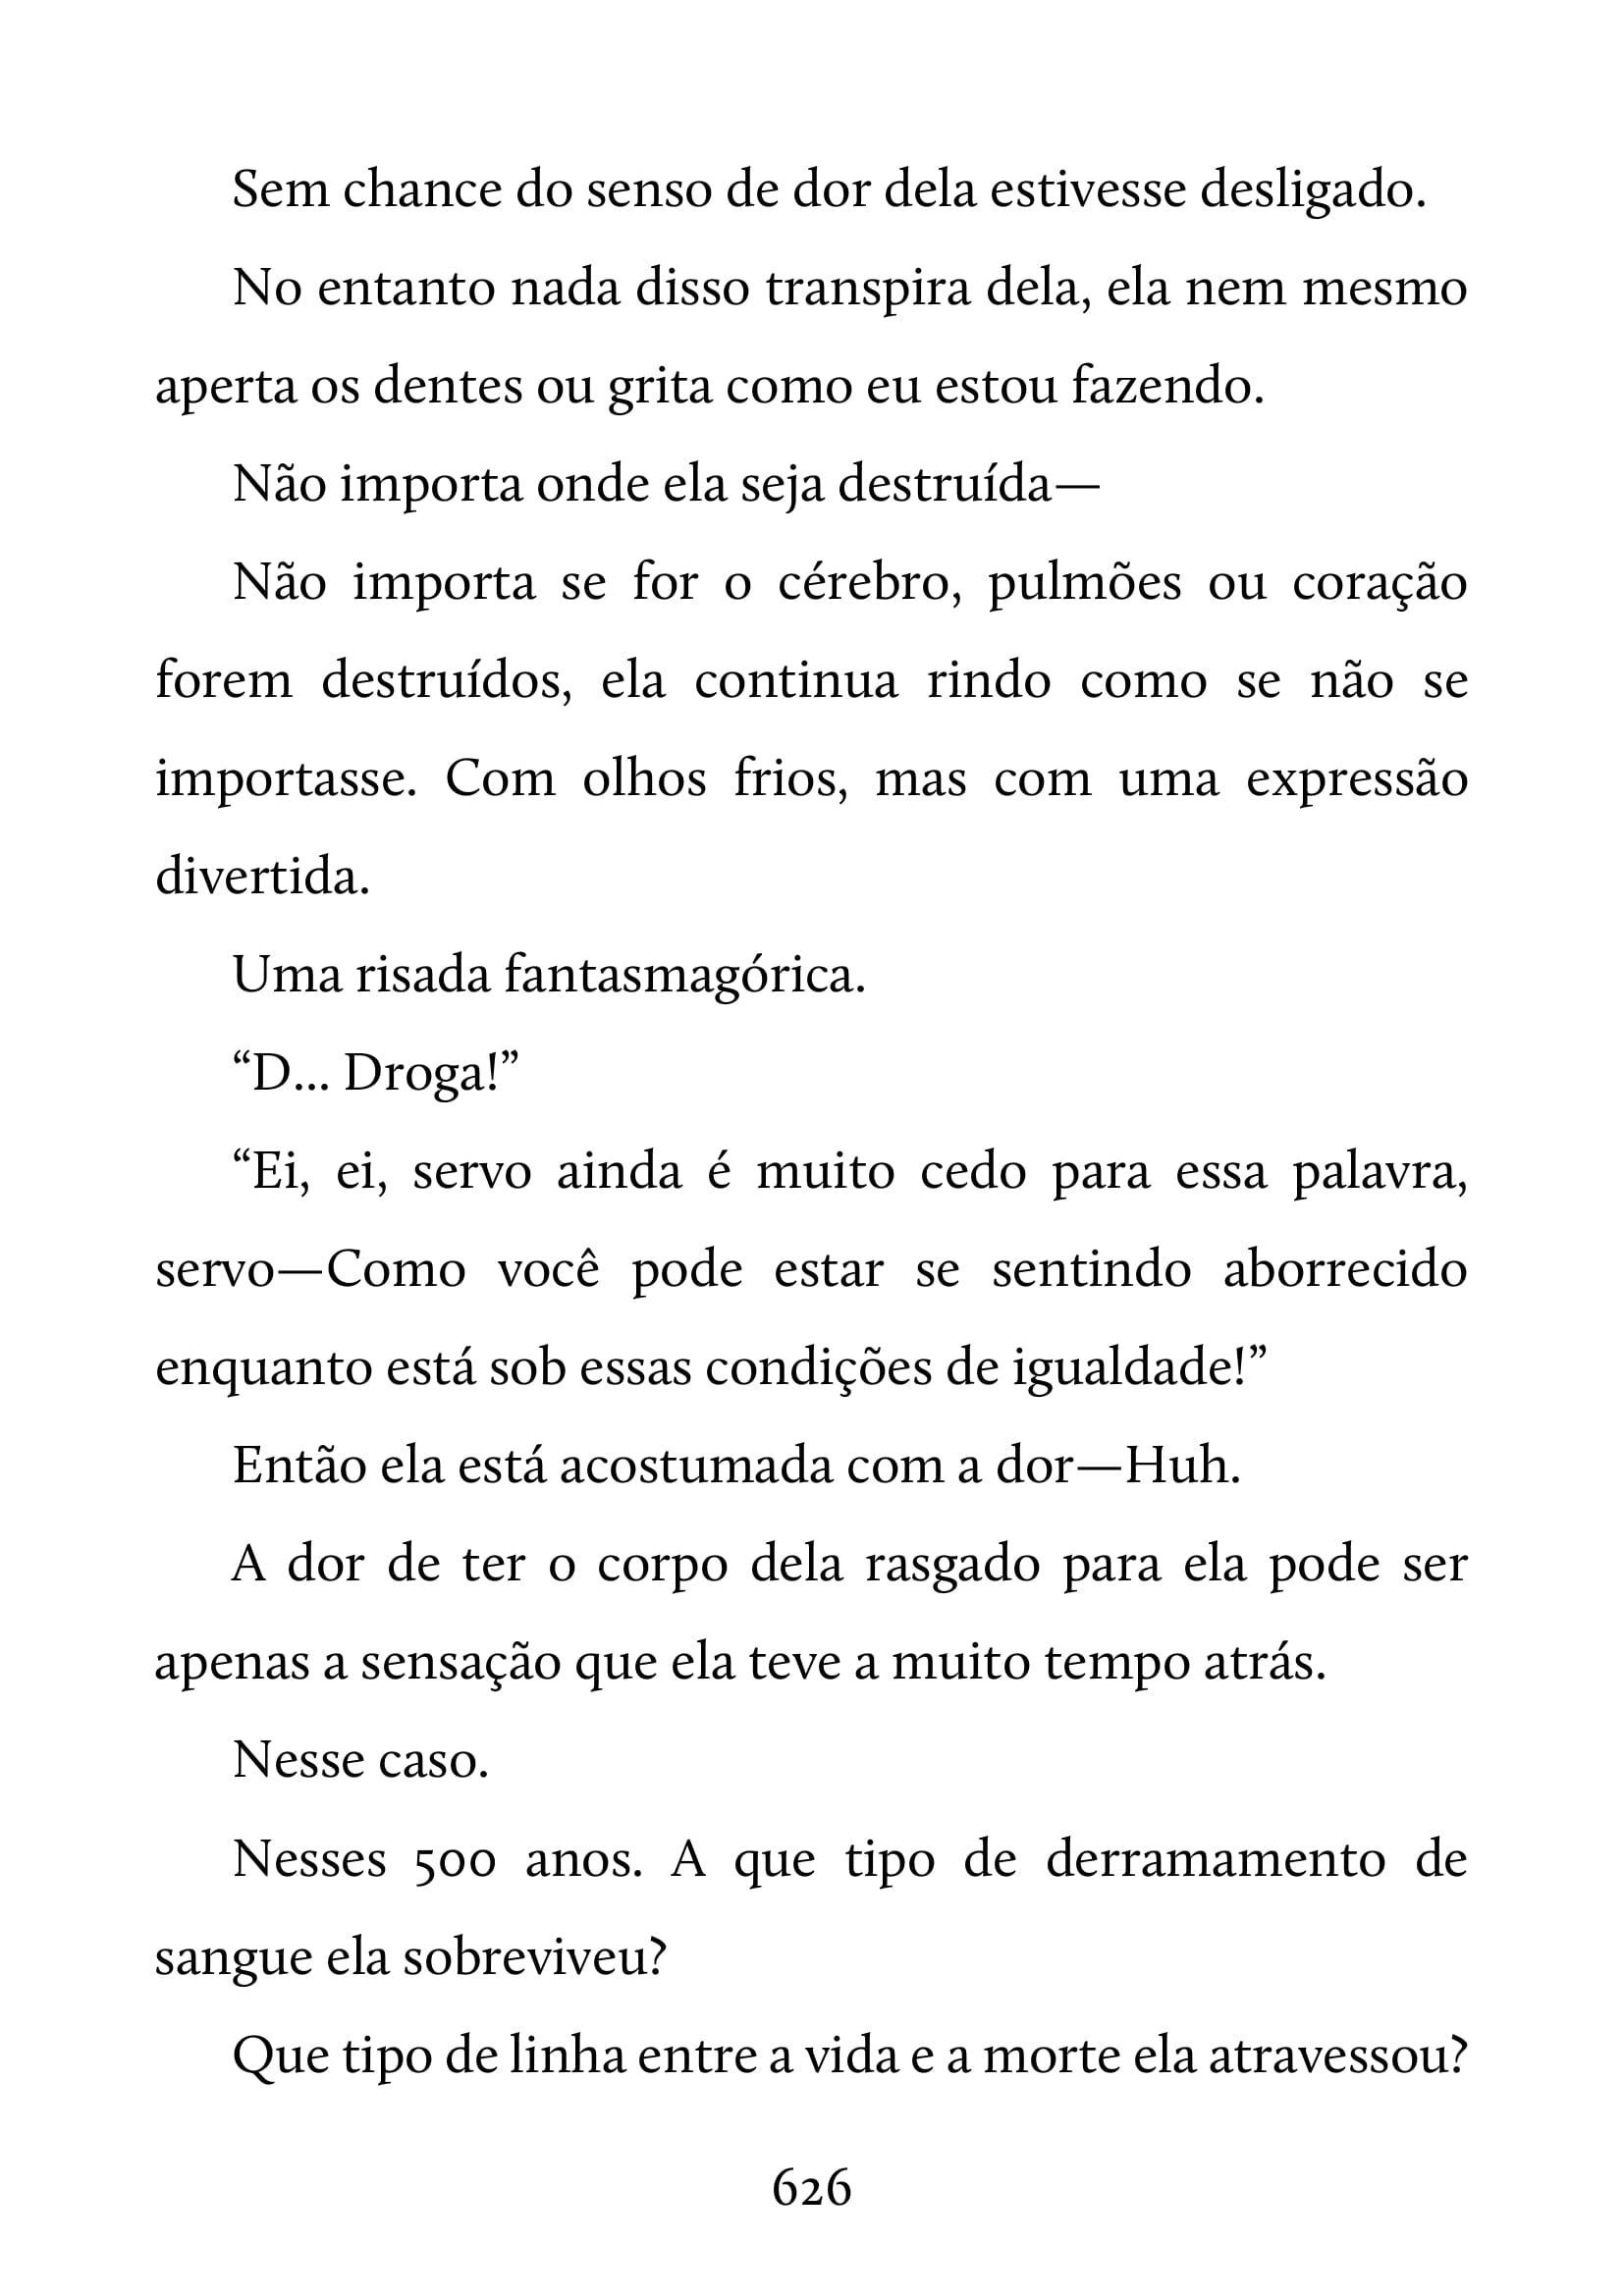 Sem chance do senso de dor dela estivesse desligado.
No entanto nada disso transpira dela, ela nem mesmo
aperta os dentes ou grita como eu estou fazendo.
Não importa onde ela seja destruída—
Não importa se for o cérebro, pulmões ou coração
forem destruídos, ela continua rindo como se não se
importasse. Com olhos frios, mas com uma expressão
divertida.
Uma risada fantasmagórica.
“D... Droga!”
“Ei, ei, servo ainda é muito cedo para essa palavra,
servo—Como você pode estar se sentindo aborrecido
enquanto está sob essas condições de igualdade!”
Então ela está acostumada com a dor—Huh.
A dor de ter o corpo dela rasgado para ela pode ser
apenas a sensação que ela teve a muito tempo atrás.
Nesse caso.
Nesses 500 anos. A que tipo de derramamento de
sangue ela sobreviveu?
Que tipo de linha entre a vida e a morte ela atravessou?
626